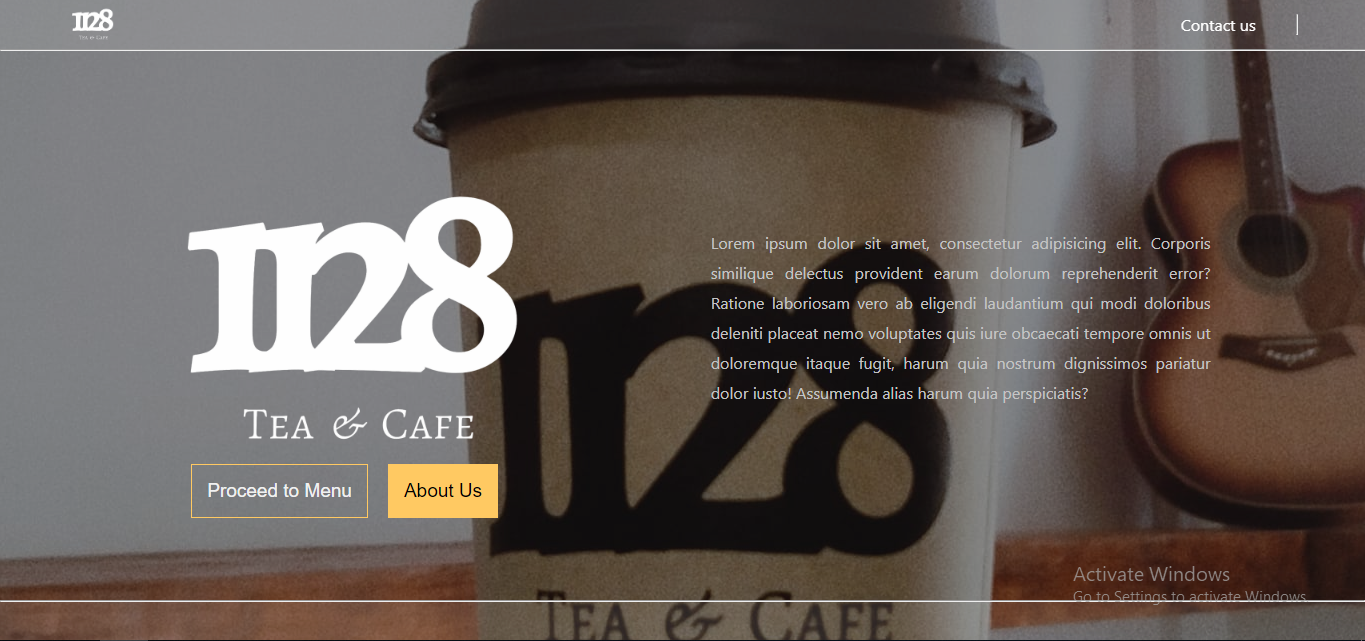 1128
Tea & Cafe
Contact us
1128
Tea & Cafe
Lorem ipsum dolor sit amet, consectetur adipisicing elit. Corporis
similique delectus provident earum dolorum reprehenderit error?
Ratione laboriosam vero ab eligendi laudantium qui modi doloribus
deleniti placeat nemo voluptates quis iure obcaecati tempore omnis ut
doloremque itaque fugit, harum quia nostrum dignissimos pariatur
dolor iusto! Assumenda alias harum quia perspiciatis?
Proceed to Menu
About Us
1128
Tea & Cafe
Activate Windows
Go to Settings to activate Windows.